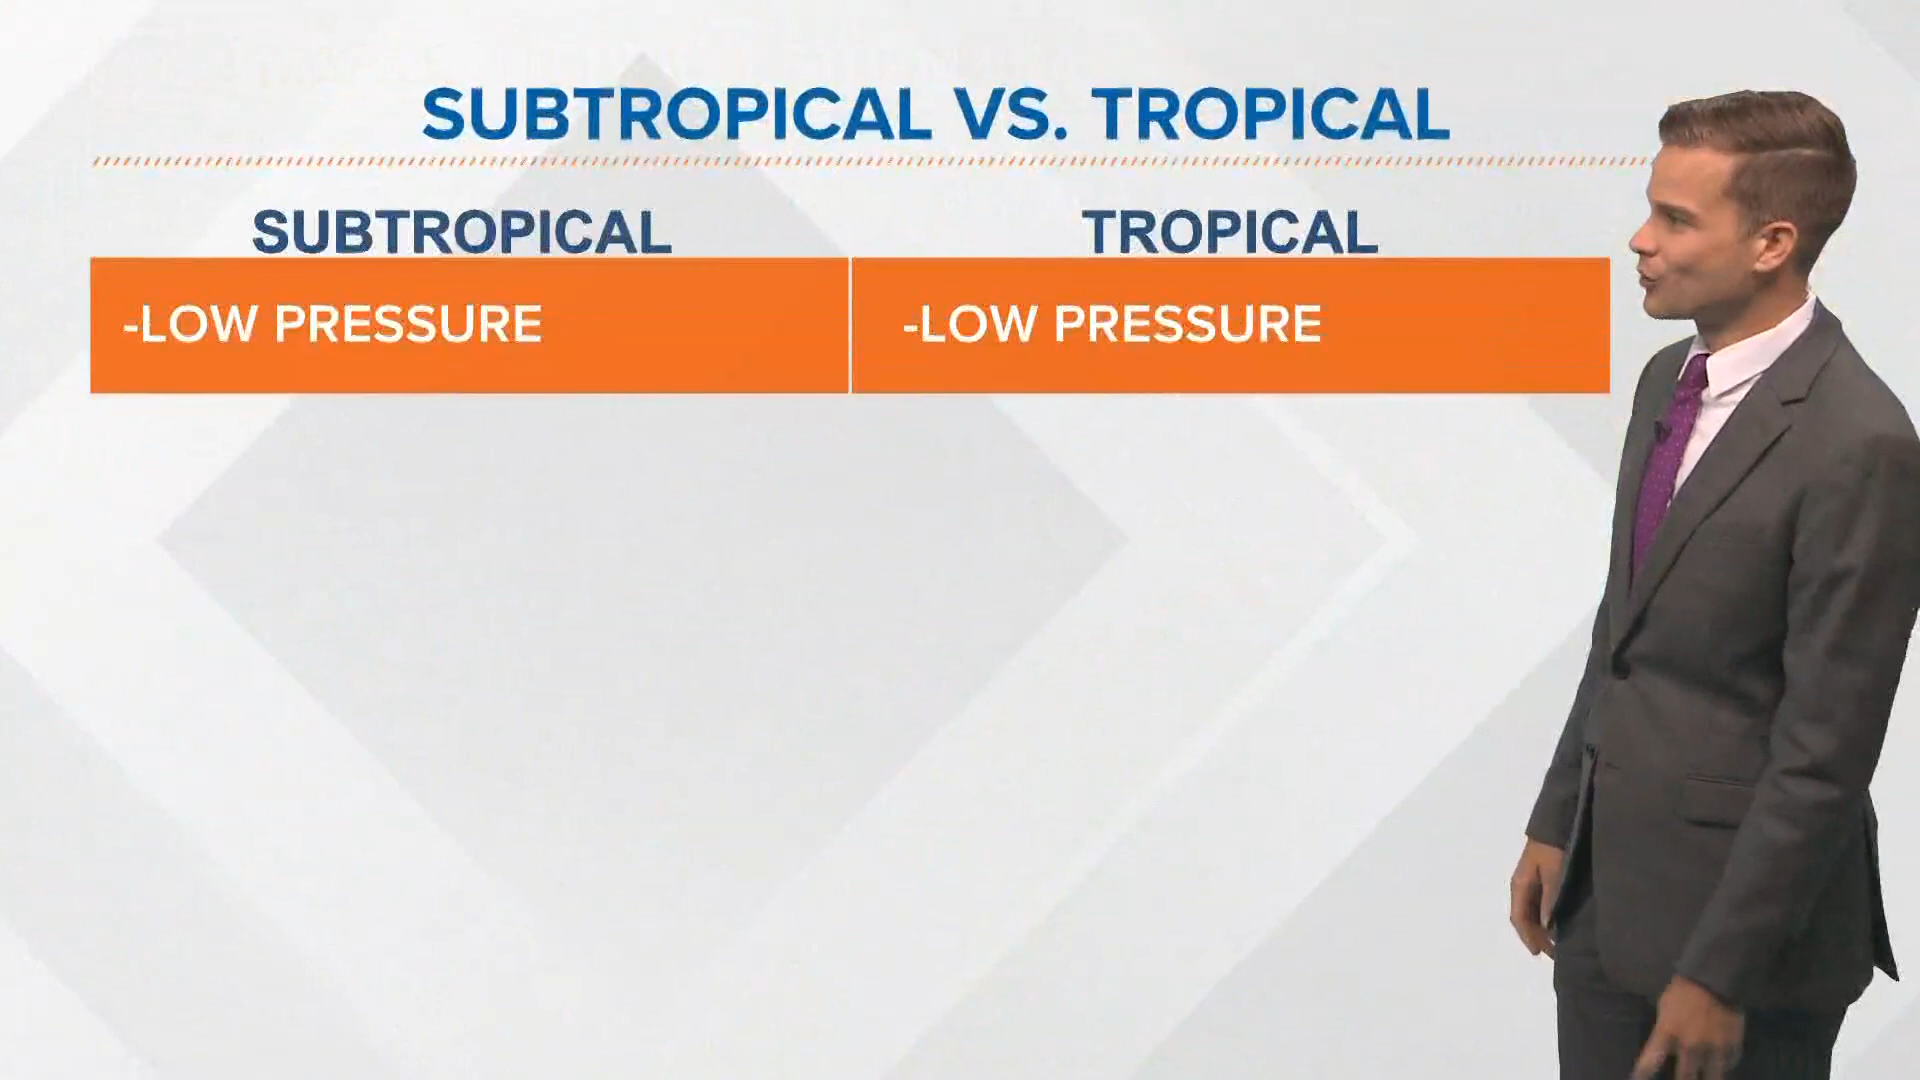 SUBTROPICAL VS. TROPICAL
SUBTROPICAL
TROPICAL
-LOW PRESSURE
-LOW PRESSURE